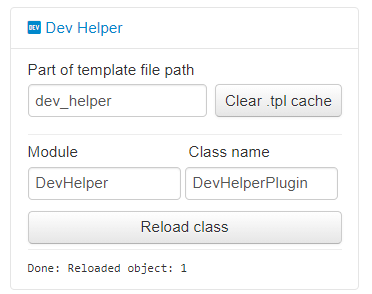 DEV Dev Helper
Part of template file path
dev_helper Clear .tpl cache
Module Class name
DevHelper DevHelperPlugin
Reload class
Done: Reloaded object: 1